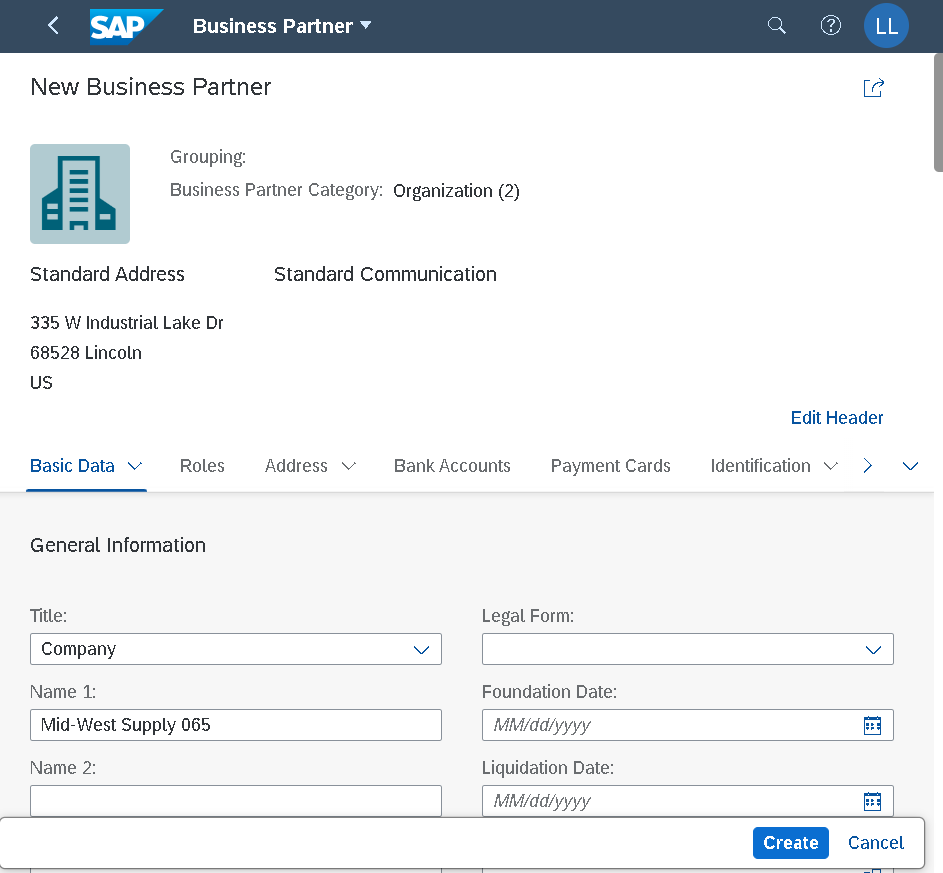 SAP Business Partner LL
New Business Partner
Grouping:
Business Partner Category: Organization (2)
Standard Address Standard Communication
335 W Industrial Lake Dr
68528 Lincoln
US
Edit Header
Basic Data Roles Address Bank Accounts Payment Cards Identification
General Information
Title: Legal Form:
Company
Name 1: Foundation Date:
Mid-West Supply 065 MM/dd/yyyy
Name 2: Liquidation Date:
MM/dd/yyyy
Create Cancel